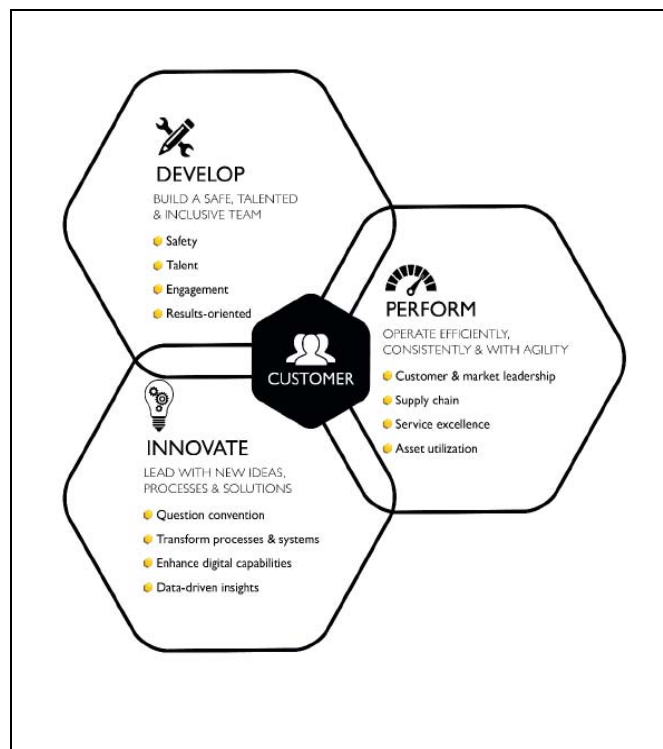 DEVELOP
BUILD A SAFE, TALENTED
& INCLUSIVE TEAM
Safety
Talent
Engagement
Results-oriented
PERFORM
OPERATE EFFICIENTLY,
CONSISTENTLY & WITH AGILITY
Customer & market leadership
Supply chain
Service excellence
Asset utilization
CUSTOMER
INNOVATE
LEAD WITH NEW IDEAS,
PROCESSES & SOLUTIONS
Question convention
Transform processes & systems
Enhance digital capabilities
Data-driven insights